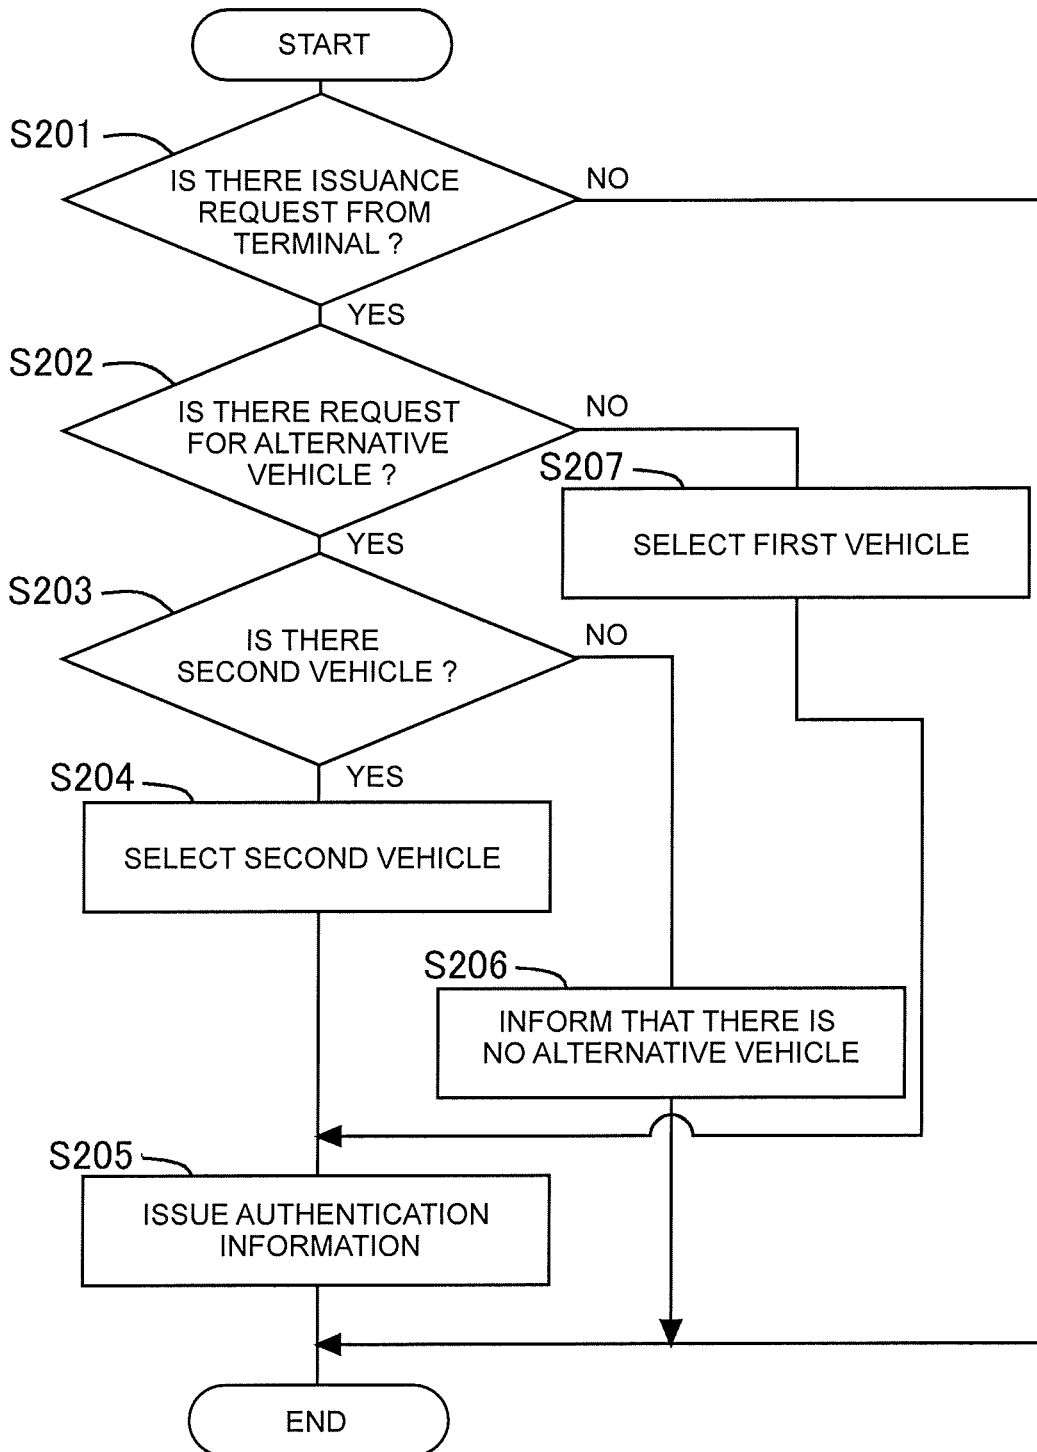 START
S201
IS THERE ISSUANCE
REQUEST FROM
TERMINAL ?
NO
YES
S202
IS THERE REQUEST
FOR ALTERNATIVE
VEHICLE ?
NO
S207
SELECT FIRST VEHICLE
YES
S203
IS THERE
SECOND VEHICLE ?
NO
YES
S204
SELECT SECOND VEHICLE
S206
INFORM THAT THERE IS
NO ALTERNATIVE VEHICLE
S205
ISSUE AUTHENTICATION
INFORMATION
END